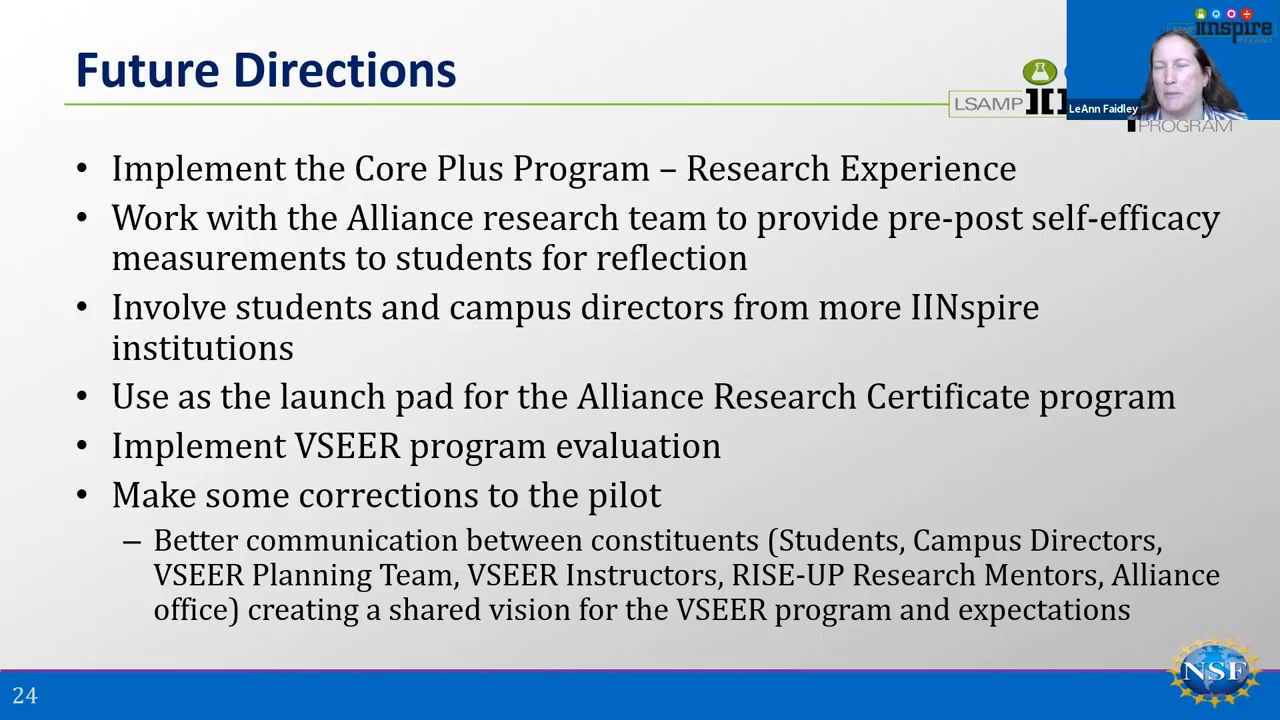 Future Directions
LSAMP
PROGRAM
IINspire
PROGRAM
LeAnn Faidley
• Implement the Core Plus Program – Research Experience
• Work with the Alliance research team to provide pre-post self-efficacy
measurements to students for reflection
• Involve students and campus directors from more IINspire
institutions
• Use as the launch pad for the Alliance Research Certificate program
• Implement VSEER program evaluation
• Make some corrections to the pilot
– Better communication between constituents (Students, Campus Directors,
VSEER Planning Team, VSEER Instructors, RISE-UP Research Mentors, Alliance
office) creating a shared vision for the VSEER program and expectations
24
NSF